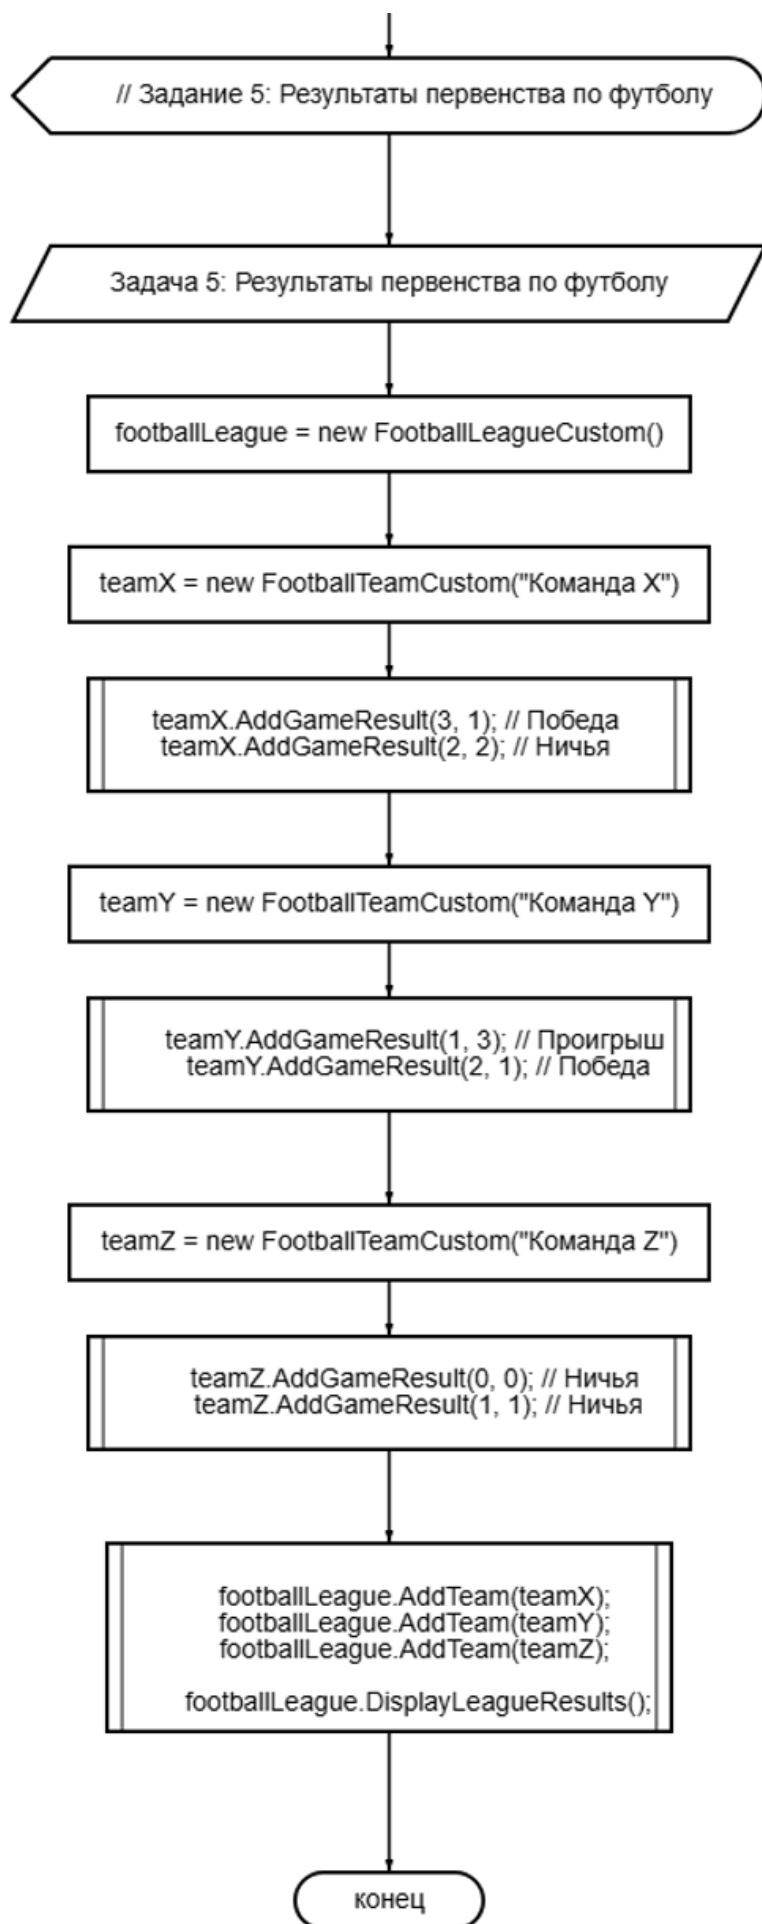 // Задание 5: Результаты первенства по футболу
Задача 5: Результаты первенства по футболу
footballLeague = new FootballLeagueCustom()
teamX = new FootballTeamCustom("Команда X")
teamX.AddGameResult(3, 1); // Победа
teamX.AddGameResult(2, 2); // Ничья
teamY = new FootballTeamCustom("Команда Y")
teamY.AddGameResult(1, 3); // Проигрыш
teamY.AddGameResult(2, 1); // Победа
teamZ = new FootballTeamCustom("Команда Z")
teamZ.AddGameResult(0, 0); // Ничья
teamZ.AddGameResult(1, 1); // Ничья
footballLeague.AddTeam(teamX);
footballLeague.AddTeam(teamY);
footballLeague.AddTeam(teamZ);
footballLeague.DisplayLeagueResults();
конец